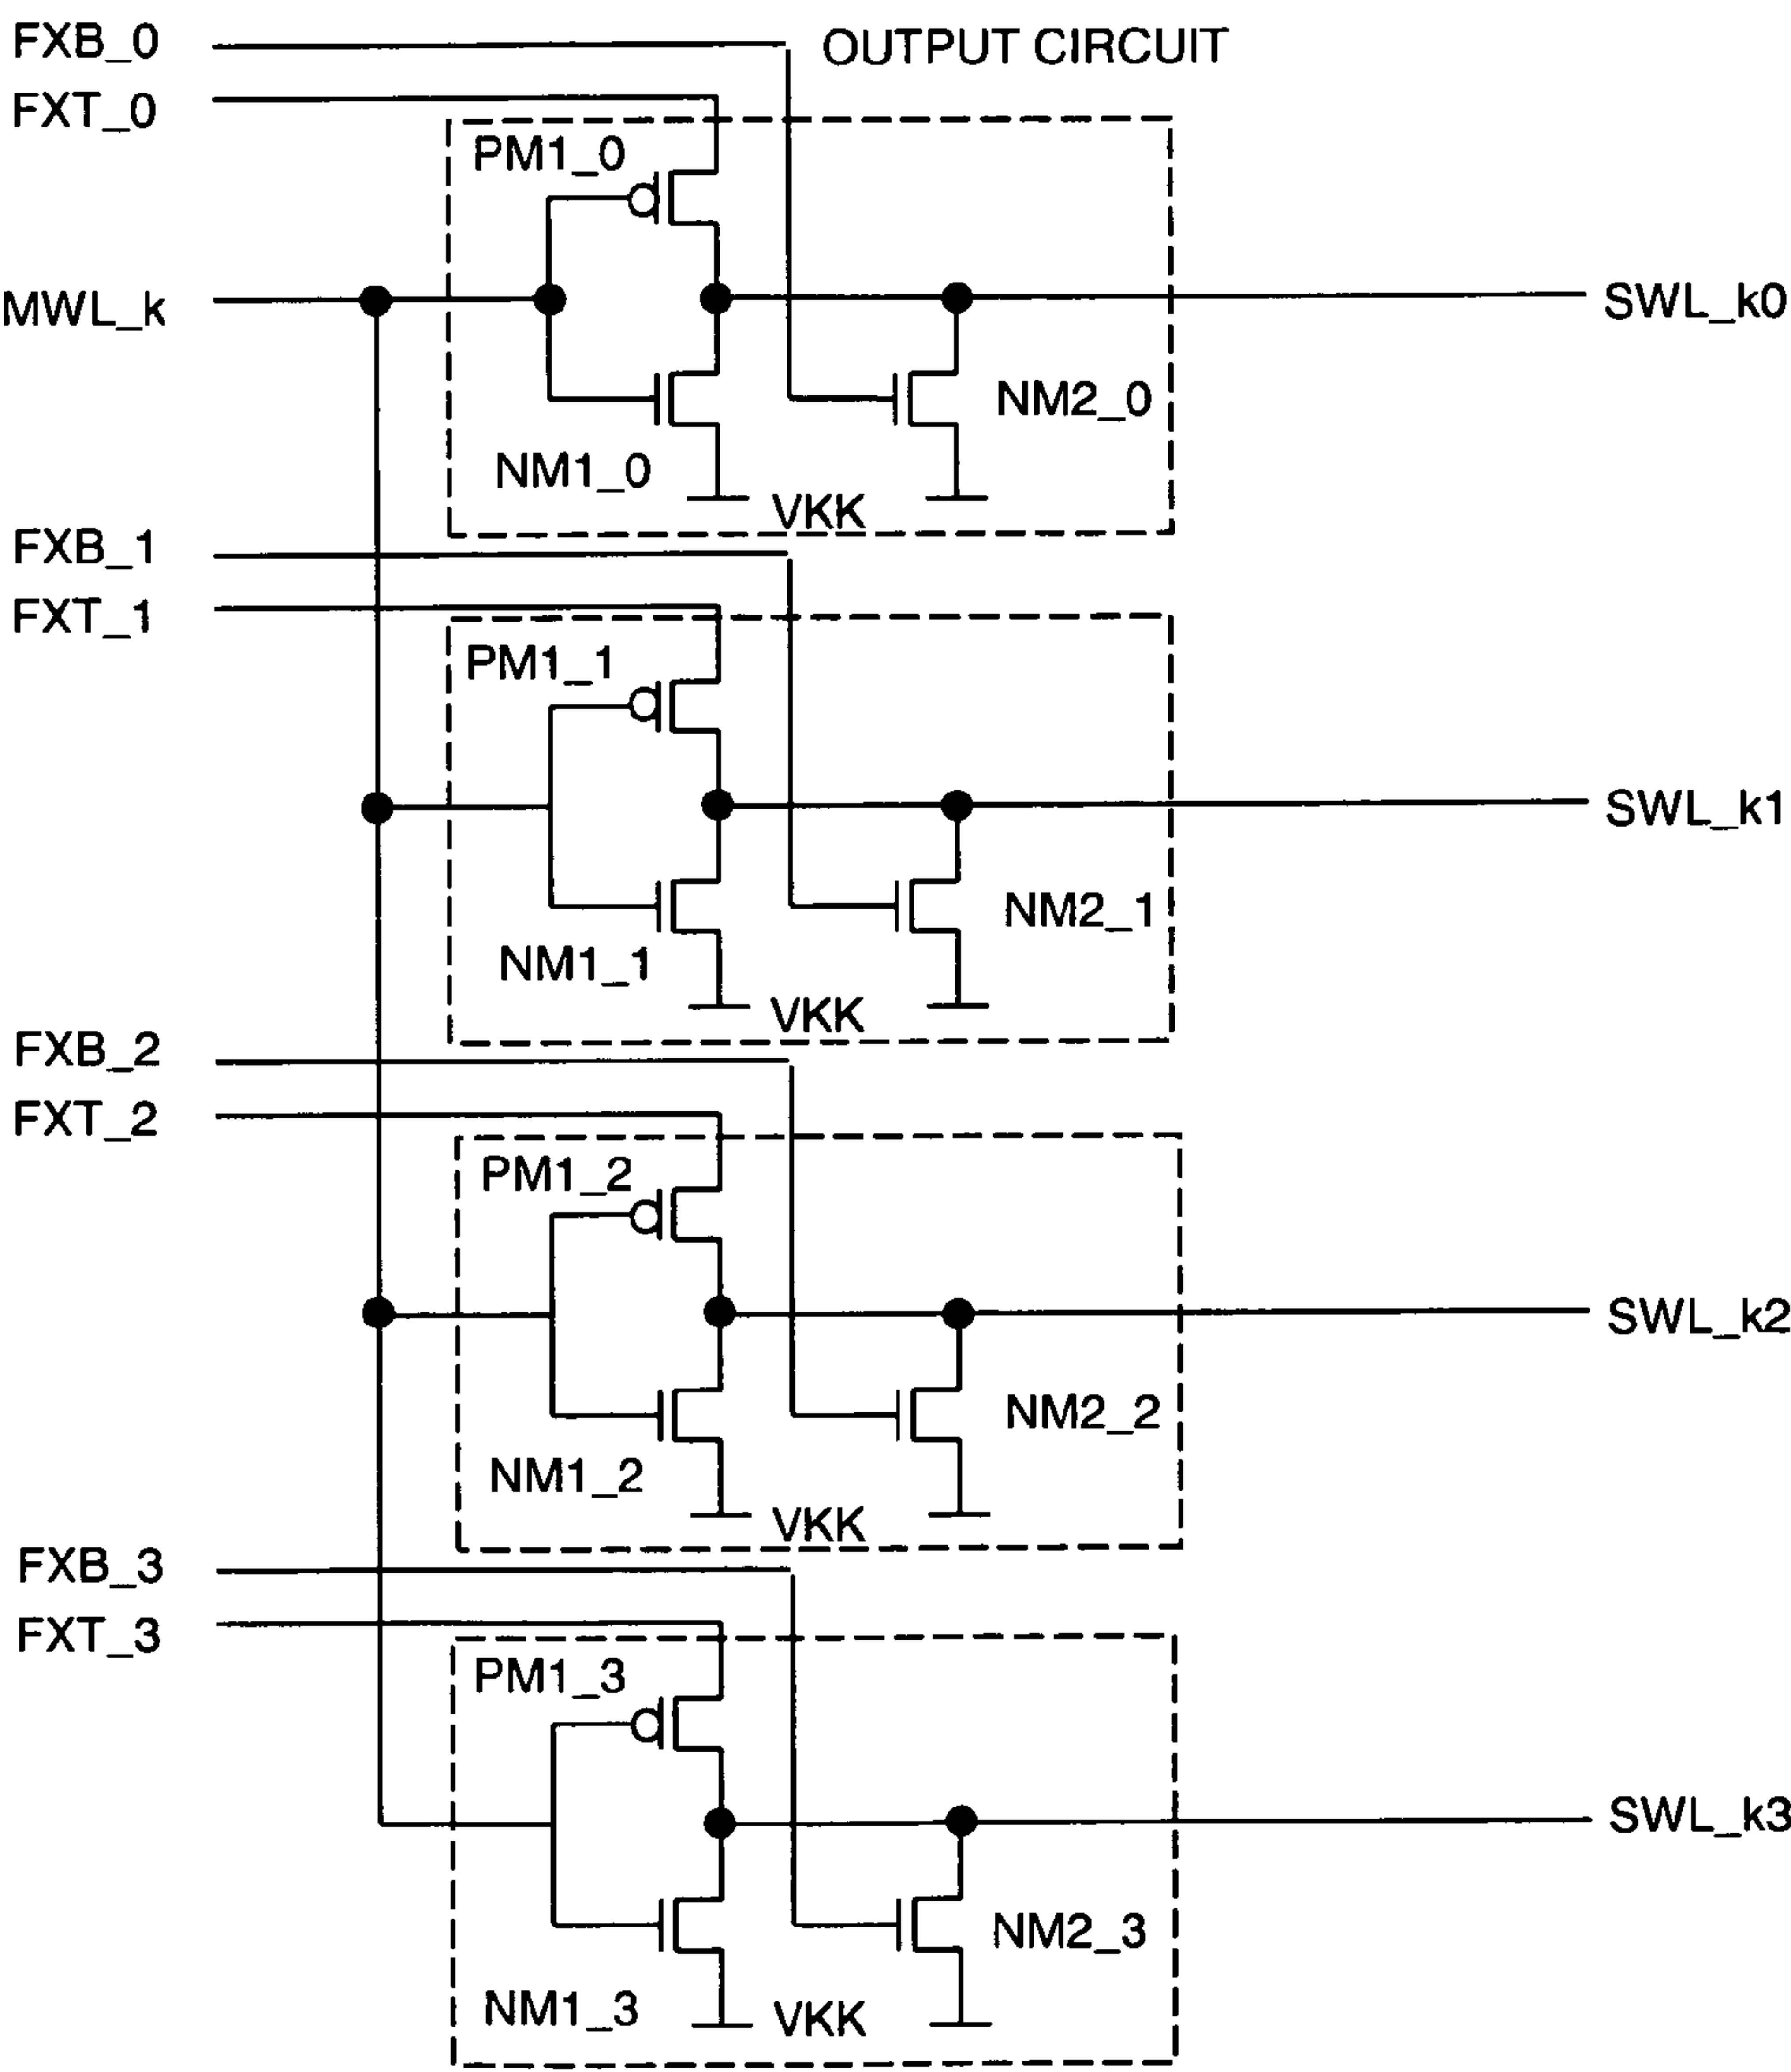 FXB_0
OUTPUT CIRCUIT
FXT_0
PM1_0
MWL_k
SWL_k0
NM2_0
NM1_0
VKK
FXB_1
FXT_1
PM1_1
SWL_k1
NM2_1
NM1_1
VKK
FXB_2
FXT_2
PM1_2
SWL_k2
NM2_2
NM1_2
VKK
FXB_3
FXT_3
PM1_3
SWL_k3
NM2_3
NM1_3
VKK